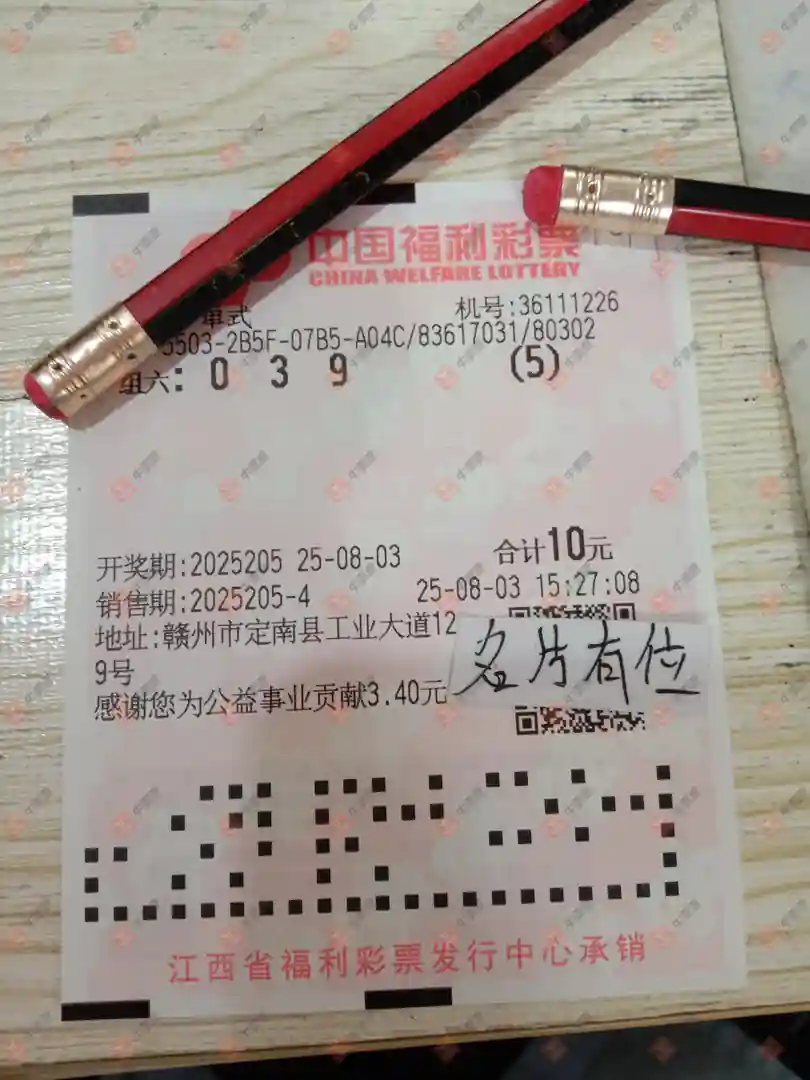 中国福利彩票
CHINA WELFARE LOTTERY
单式 机号:36111226
5503-2B5F-07B5-A04C/83617031/80302
组六: 0 3 9 (5)
开奖期:2025205 25-08-03 合计10元
销售期:2025205-4 25-08-03 15:27:08
地址:赣州市定南县工业大道12
9号
感谢您为公益事业贡献3.40元
名片有位
江西省福利彩票发行中心承销